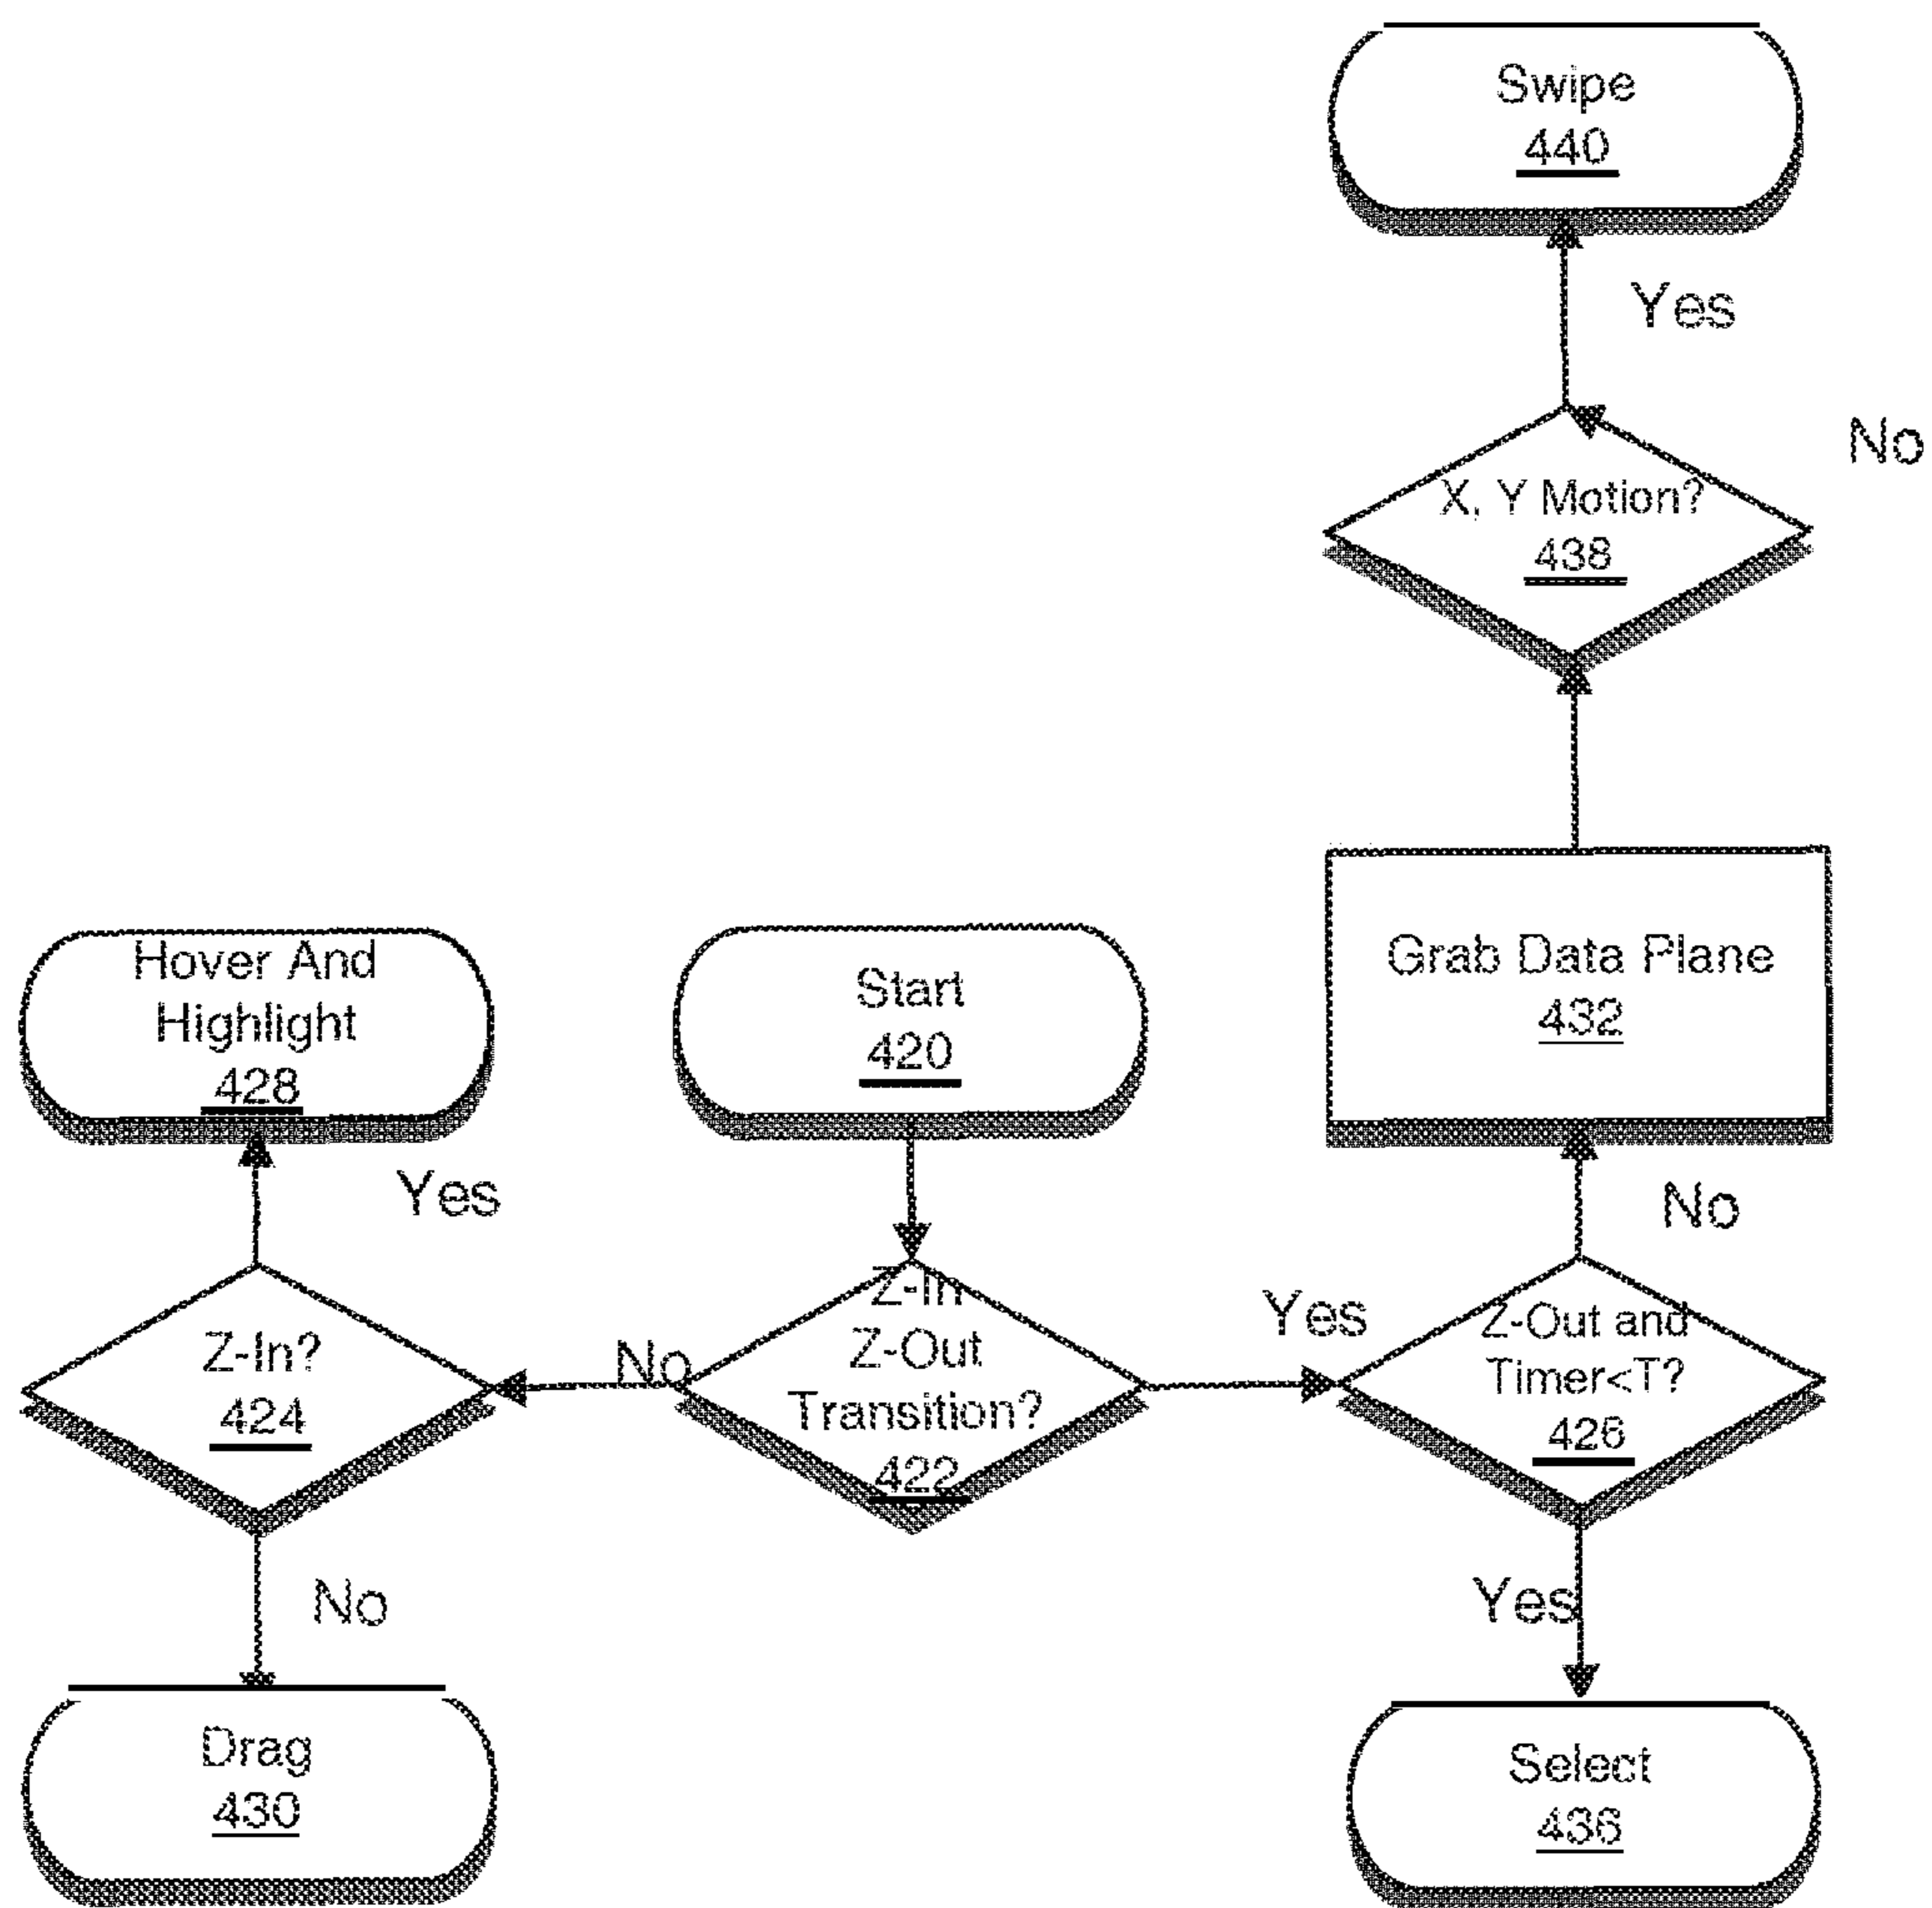 Swipe
440
Yes
No
X, Y Motion?
438
Grab Data Plane
432
Hover And
Highlight
428
Start
420
Yes
No
Z-In?
424
No
Z-In
Z-Out
Transition?
422
Yes
Z-Out and
Timer<T?
426
No
Yes
Drag
430
Select
436